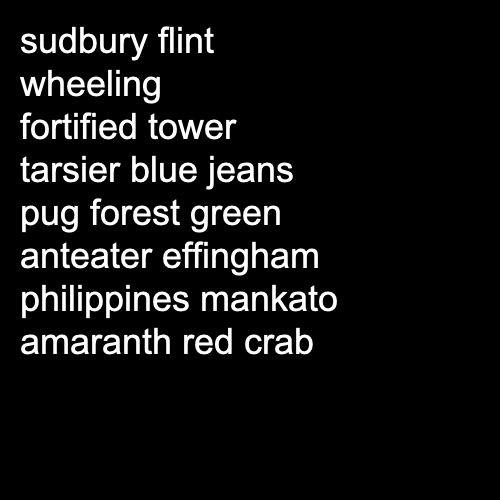 sudbury flint
wheeling
fortified tower
tarsier blue jeans
pug forest green
anteater effingham
philippines mankato
amaranth red crab